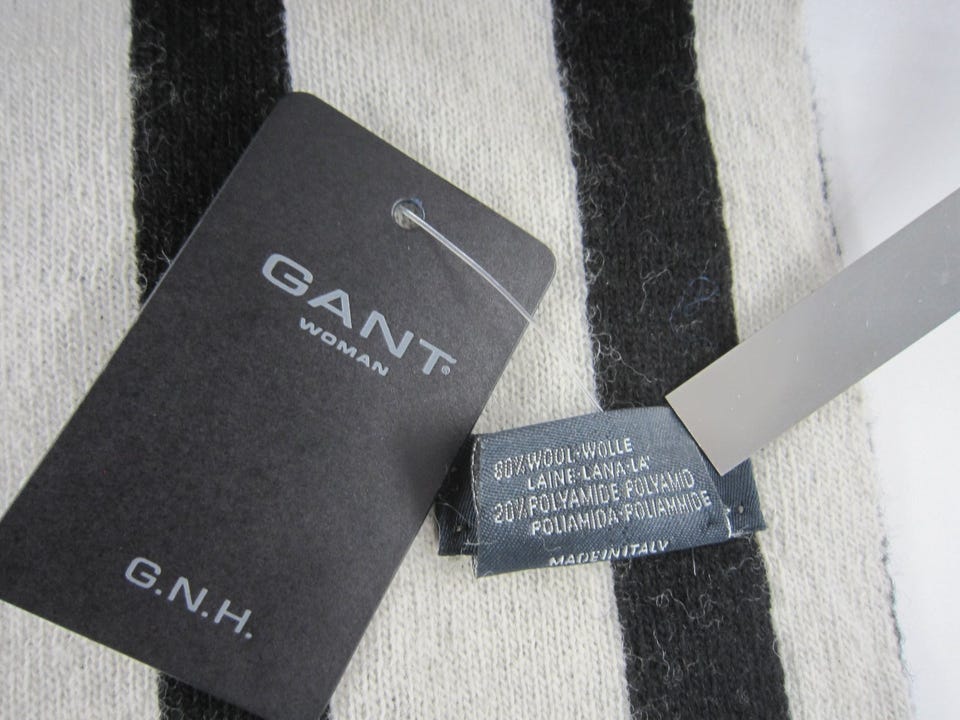 GANT®
WOMAN
G.N.H.
80%WOOL·WOLLE
LAINE·LANA·LA'
20%POLYAMIDE·POLYAMID
POLIAMIDA·POLIAMMIDE
MADE IN ITALY